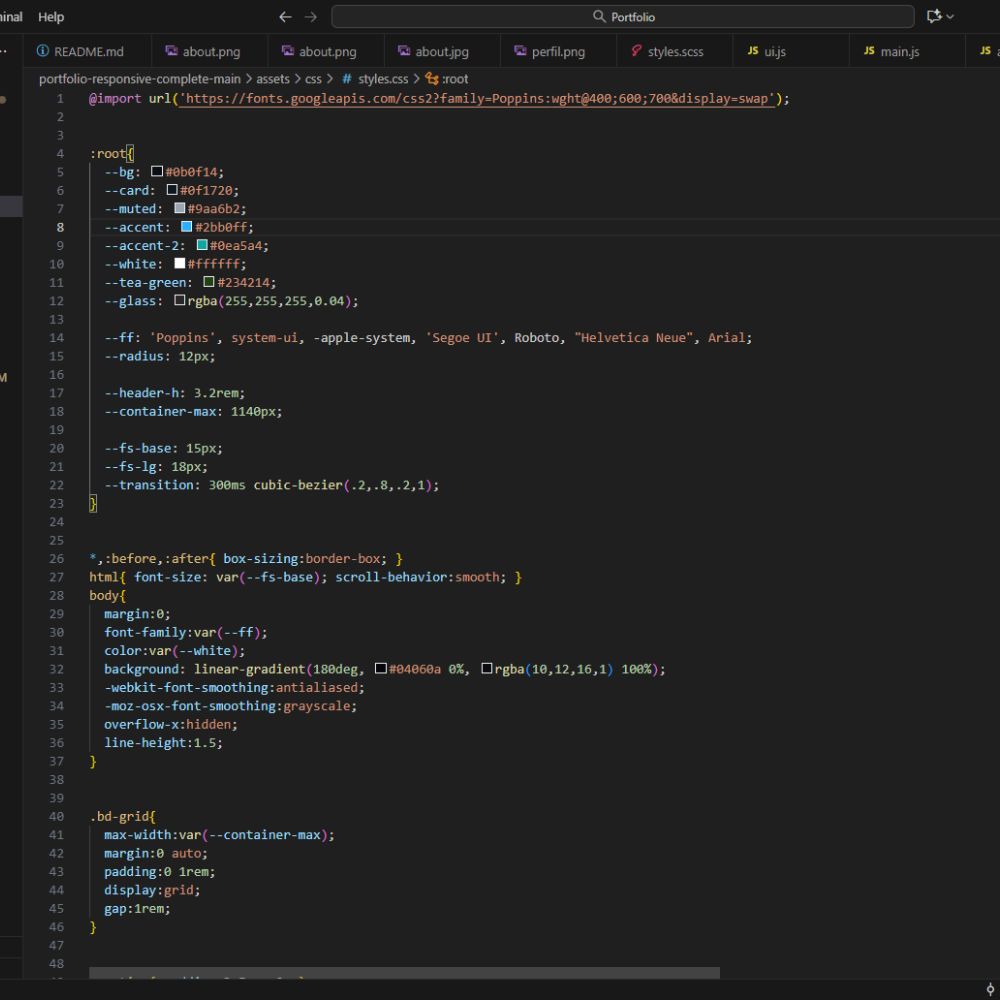 inal Help
Portfolio
README.md about.png about.png about.jpg perfil.png styles.scss JS ui.js JS main.js JS
portfolio-responsive-complete-main > assets > css > # styles.css > :root
1 @import url('https://fonts.googleapis.com/css2?family=Poppins:wght@400;600;700&display=swap');
2
3
4 :root{
5 --bg: #0b0f14;
6 --card: #0f1720;
7 --muted: #9aa6b2;
8 --accent: #2bb0ff;
9 --accent-2: #0ea5a4;
10 --white: #ffffff;
11 --tea-green: #234214;
12 --glass: rgba(255,255,255,0.04);
13
14 --ff: 'Poppins', system-ui, -apple-system, 'Segoe UI', Roboto, "Helvetica Neue", Arial;
15 --radius: 12px;
16
17 --header-h: 3.2rem;
18 --container-max: 1140px;
19
20 --fs-base: 15px;
21 --fs-lg: 18px;
22 --transition: 300ms cubic-bezier(.2,.8,.2,1);
23 }
24
25
26 *,:before,:after{ box-sizing:border-box; }
27 html{ font-size: var(--fs-base); scroll-behavior:smooth; }
28 body{
29 margin:0;
30 font-family:var(--ff);
31 color:var(--white);
32 background: linear-gradient(180deg, #04060a 0%, rgba(10,12,16,1) 100%);
33 -webkit-font-smoothing:antialiased;
34 -moz-osx-font-smoothing:grayscale;
35 overflow-x:hidden;
36 line-height:1.5;
37 }
38
39
40 .bd-grid{
41 max-width:var(--container-max);
42 margin:0 auto;
43 padding:0 1rem;
44 display:grid;
45 gap:1rem;
46 }
47
48
M